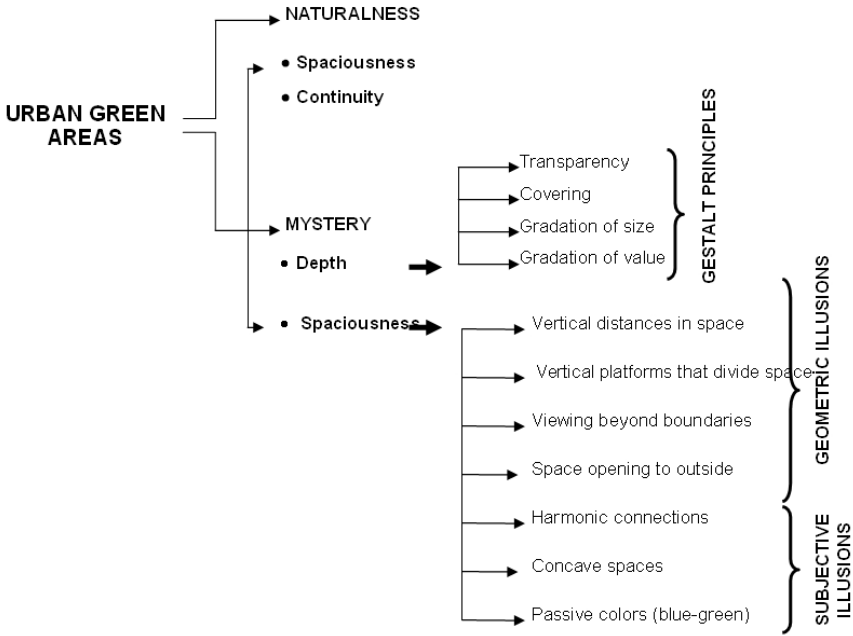 NATURALNESS
• Spaciousness
• Continuity
URBAN GREEN
AREAS
MYSTERY
• Depth
• Spaciousness
Transparency
Covering
Gradation of size
Gradation of value
GESTALT PRINCIPLES
Vertical distances in space
Vertical platforms that divide space
Viewing beyond boundaries
Space opening to outside
GEOMETRIC ILLUSIONS
Harmonic connections
Concave spaces
Passive colors (blue-green)
SUBJECTIVE
ILLUSIONS